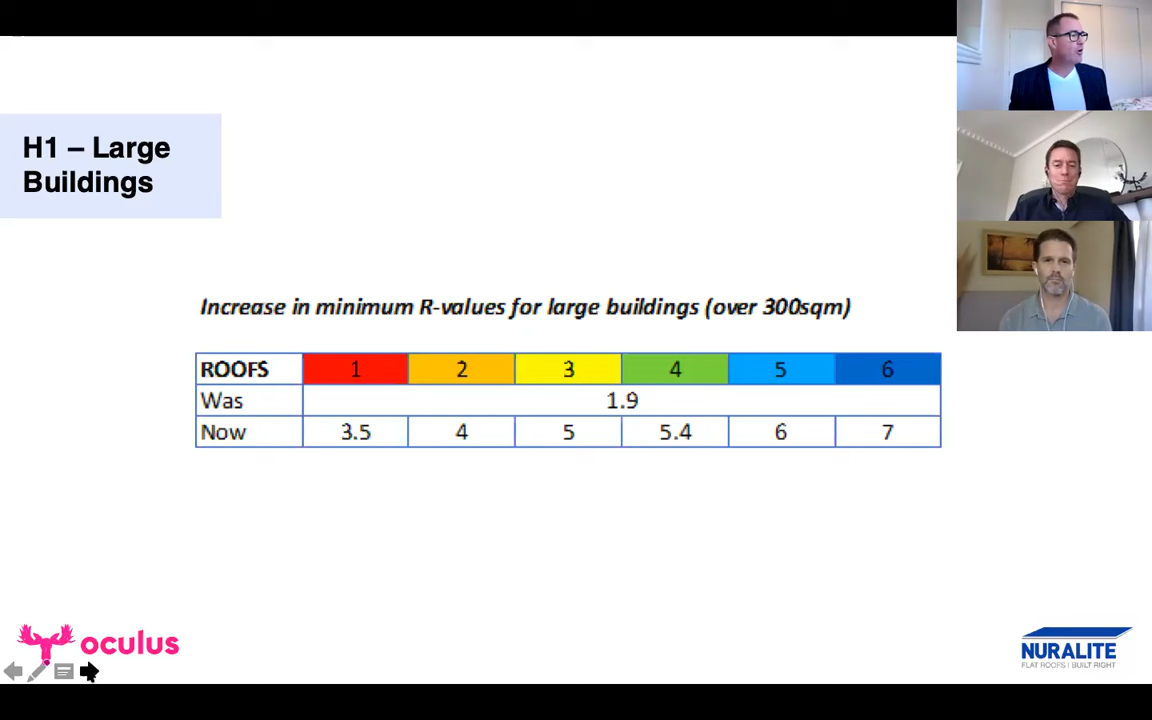 H1 – Large
Buildings
Increase in minimum R-values for large buildings (over 300sqm)
ROOFS 1 2 3 4 5 6
Was 1.9
Now 3.5 4 5 5.4 6 7
oculus
NURALITE
FLAT ROOFS | BUILT RIGHT